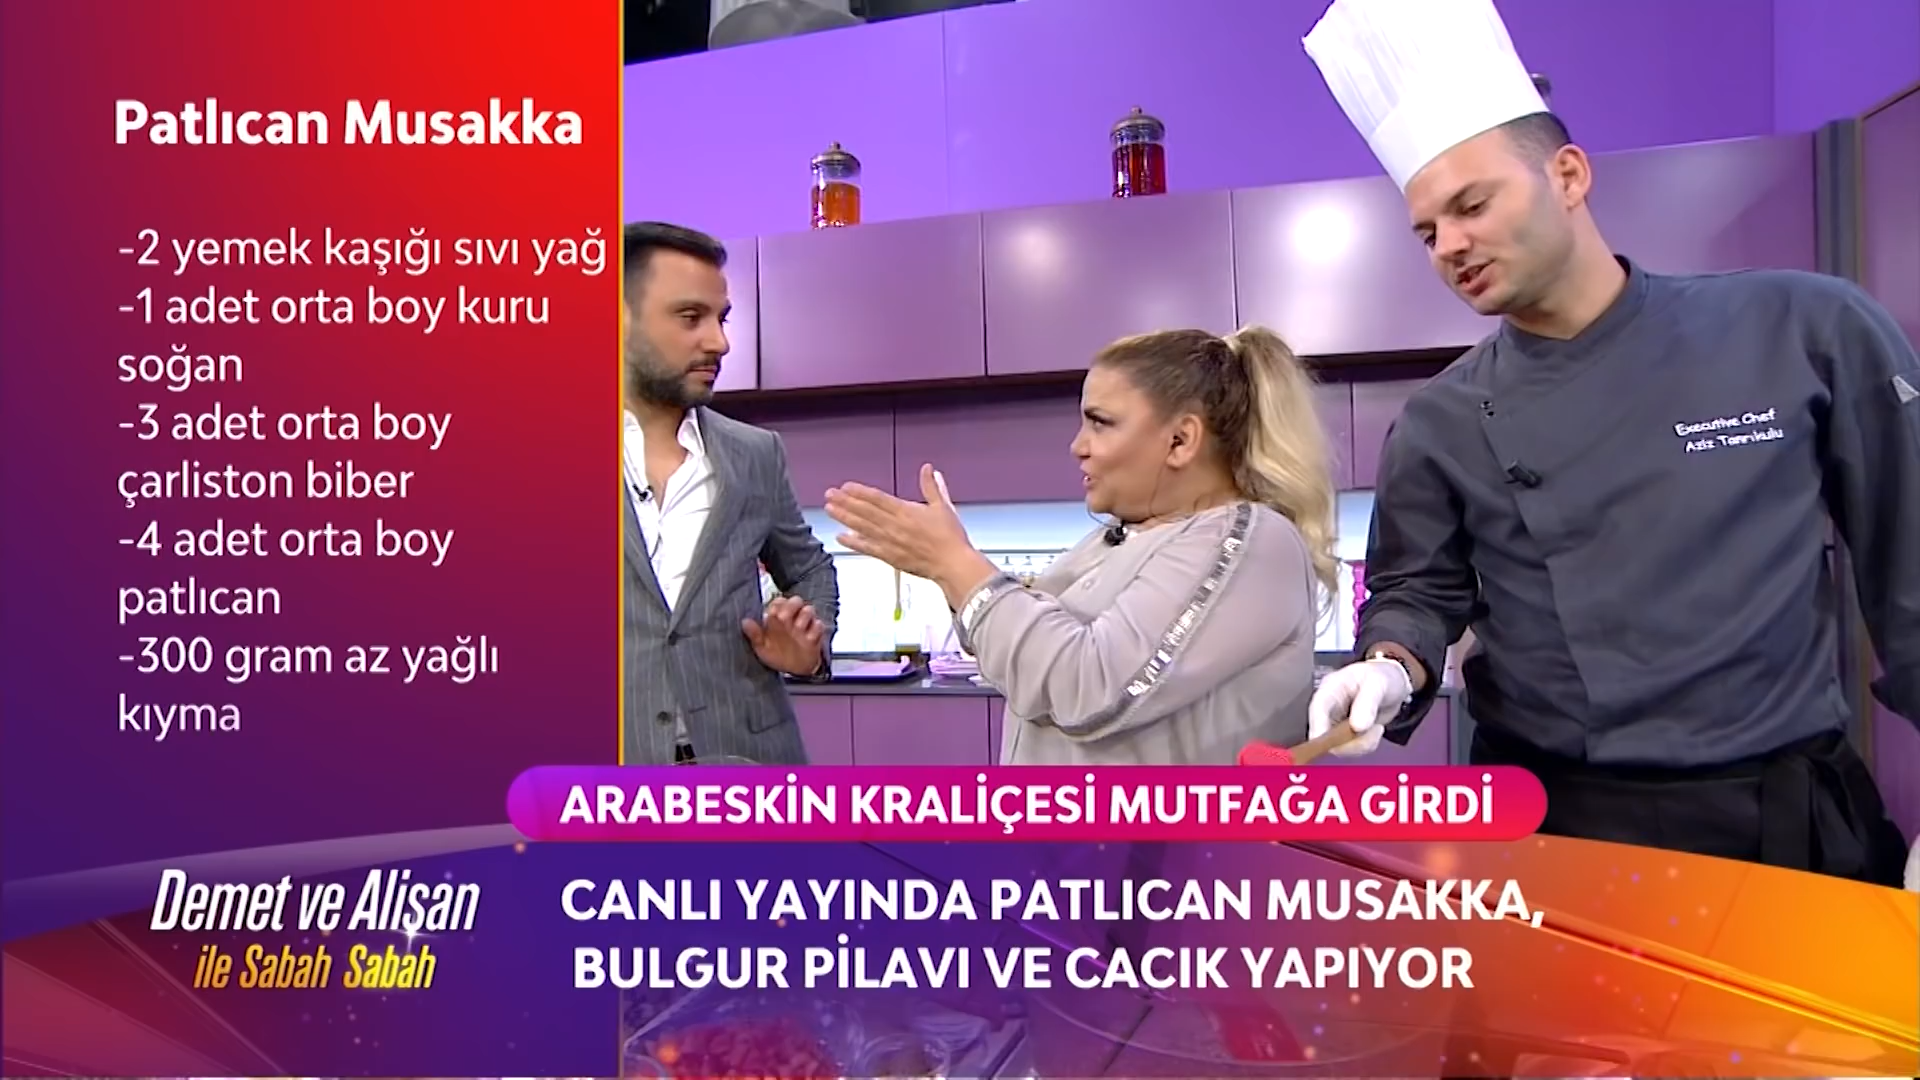 Patlıcan Musakka
-2 yemek kaşığı sıvı yağ
-1 adet orta boy kuru
soğan
-3 adet orta boy
çarliston biber
-4 adet orta boy
patlıcan
-300 gram az yağlı
kıyma
Executive Chef
Aziz Tanrıkulu
ARABESKİN KRALİÇESİ MUTFAĞA GİRDİ
Demet ve Alişan
ile Sabah Sabah
CANLI YAYINDA PATLICAN MUSAKKA,
BULGUR PİLAVI VE CACIK YAPIYOR